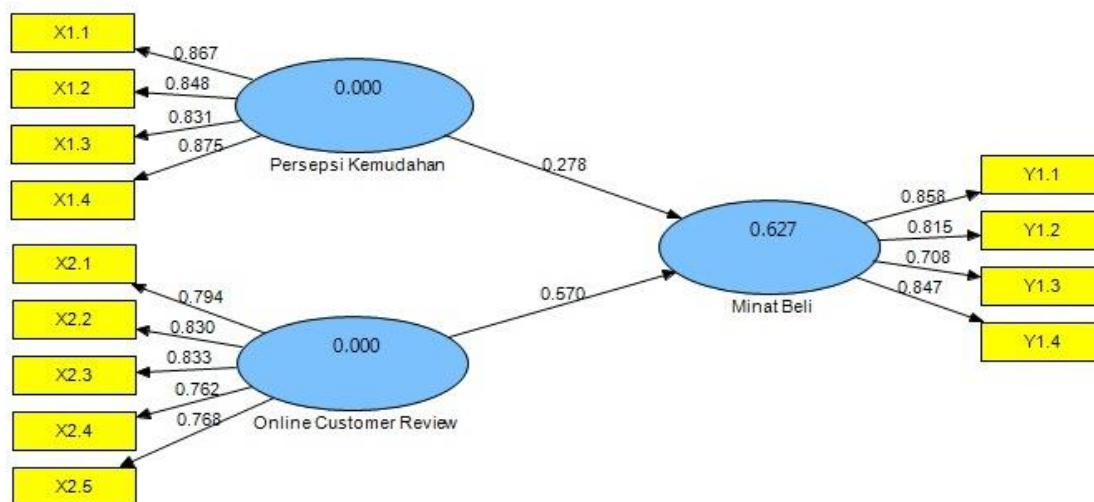 X1.1
0.867
X1.2
0.848
X1.3
0.831
X1.4
0.875
0.000
Persepsi Kemudahan
0.278
X2.1
0.794
X2.2
0.830
X2.3
0.833
X2.4
0.762
X2.5
0.768
0.000
Online Customer Review
0.570
0.627
Minat Beli
Y1.1
0.858
Y1.2
0.815
Y1.3
0.708
Y1.4
0.847